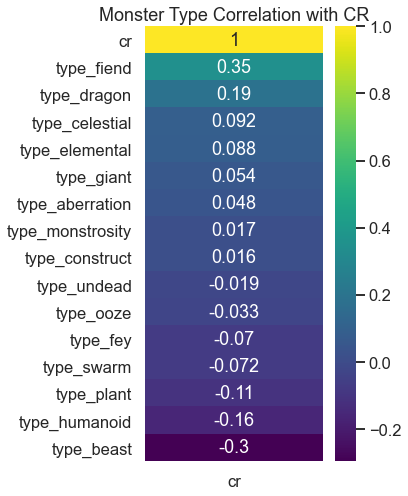 Monster Type Correlation with CR
cr 1
type_fiend 0.35
type_dragon 0.19
type_celestial 0.092
type_elemental 0.088
type_giant 0.054
type_aberration 0.048
type_monstrosity 0.017
type_construct 0.016
type_undead -0.019
type_ooze -0.033
type_fey -0.07
type_swarm -0.072
type_plant -0.11
type_humanoid -0.16
type_beast -0.3
cr
1.0
0.8
0.6
0.4
0.2
0.0
−0.2